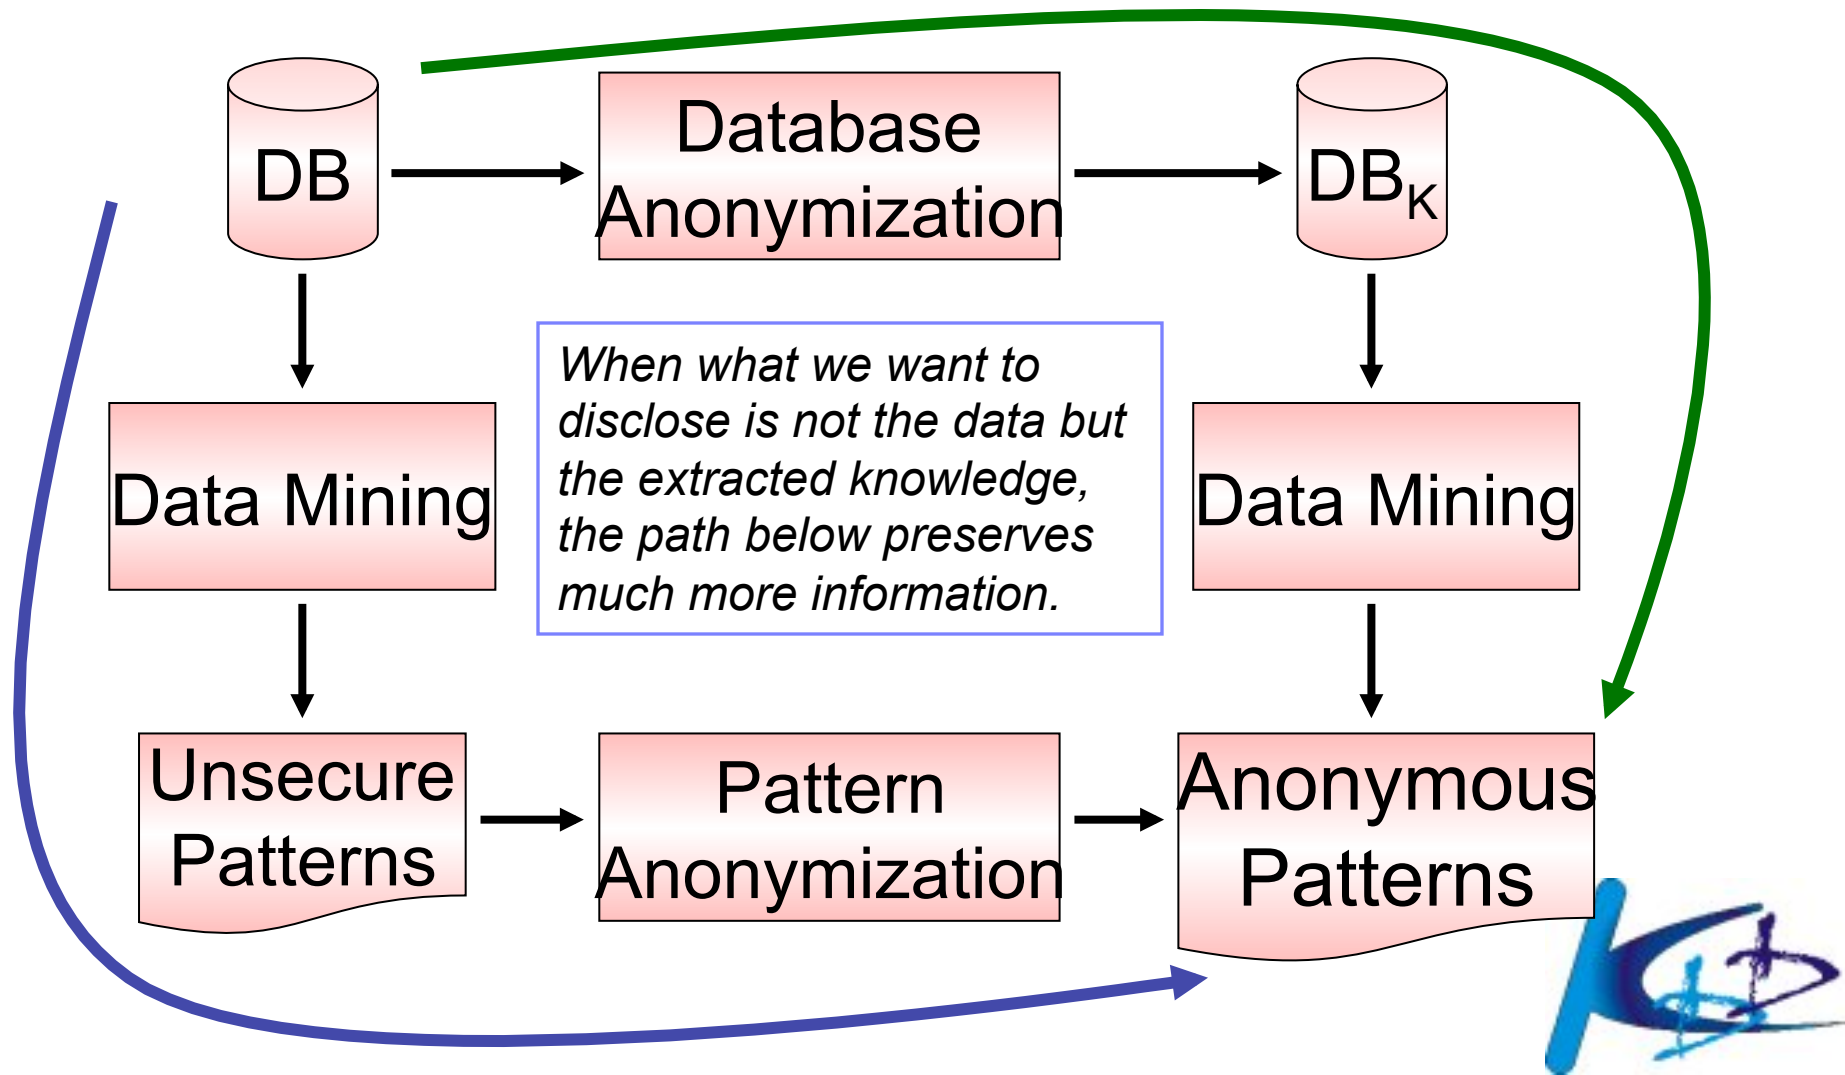 DB
Database
Anonymization
DBK
When what we want to
disclose is not the data but
the extracted knowledge,
the path below preserves
much more information.
Data Mining
Data Mining
Unsecure
Patterns
Pattern
Anonymization
Anonymous
Patterns
KDD